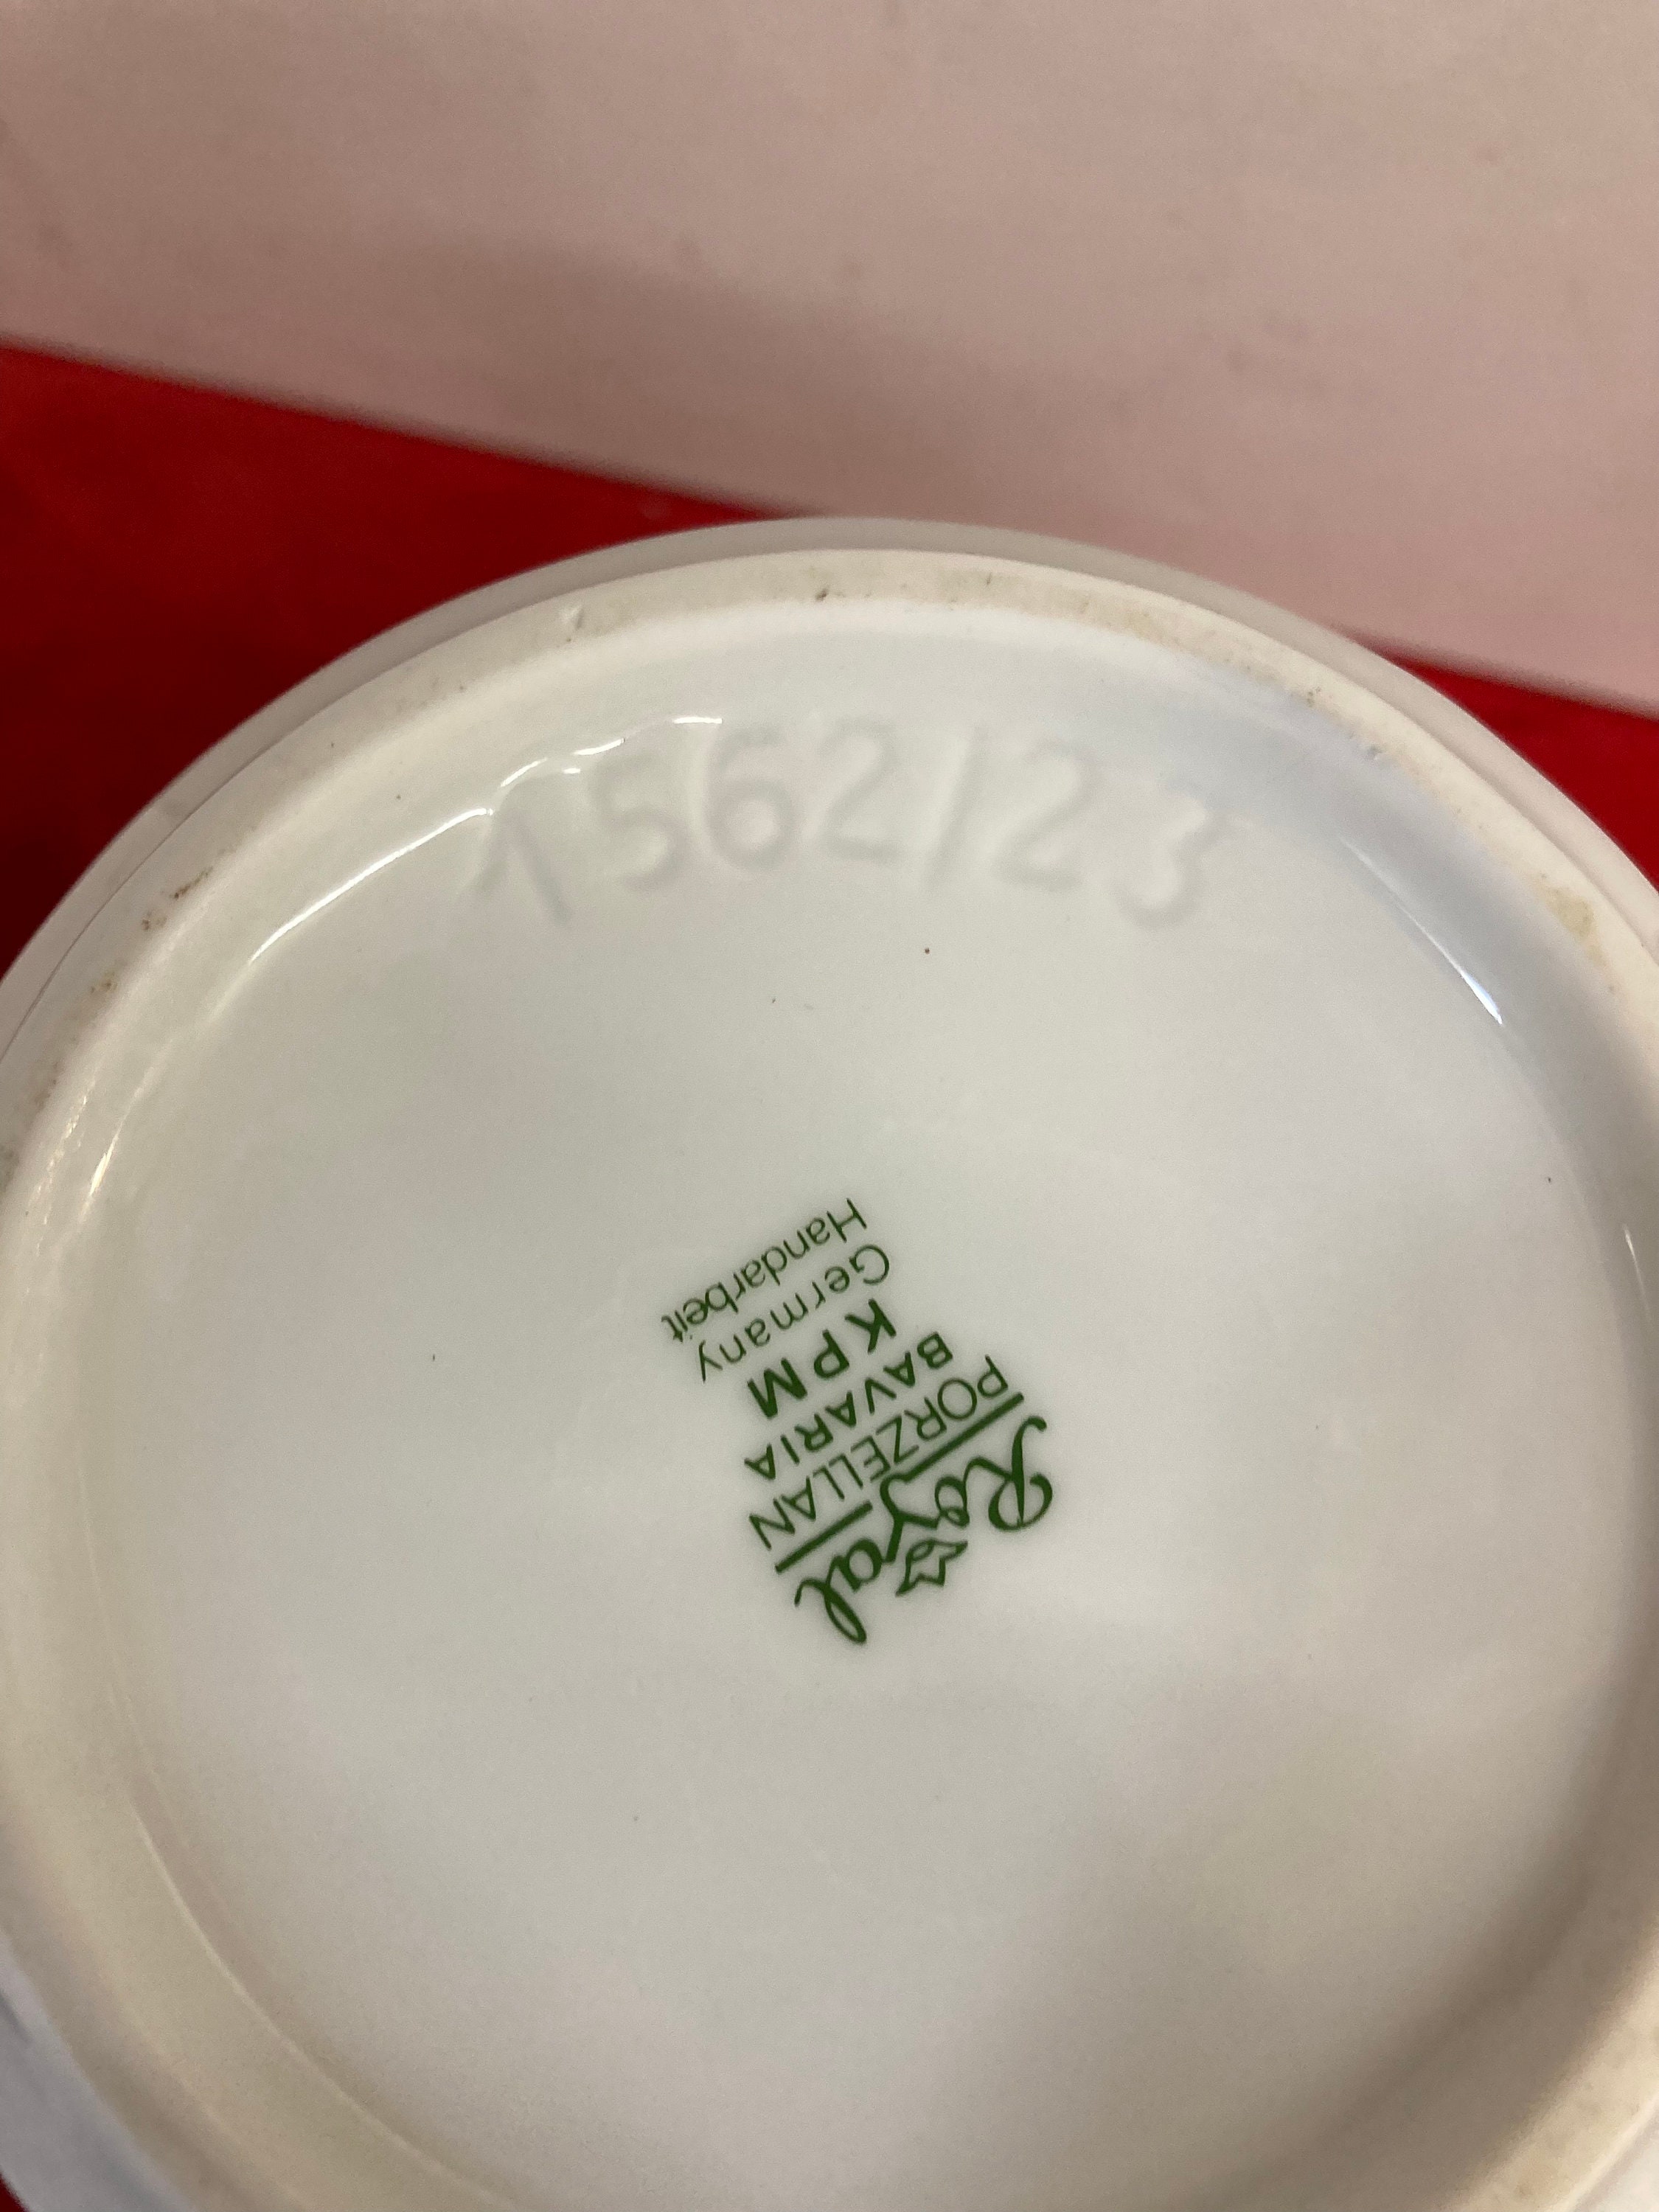 1562/23
Royal
PORZELLAN
BAVARIA
KPM
Germany
Handarbeit